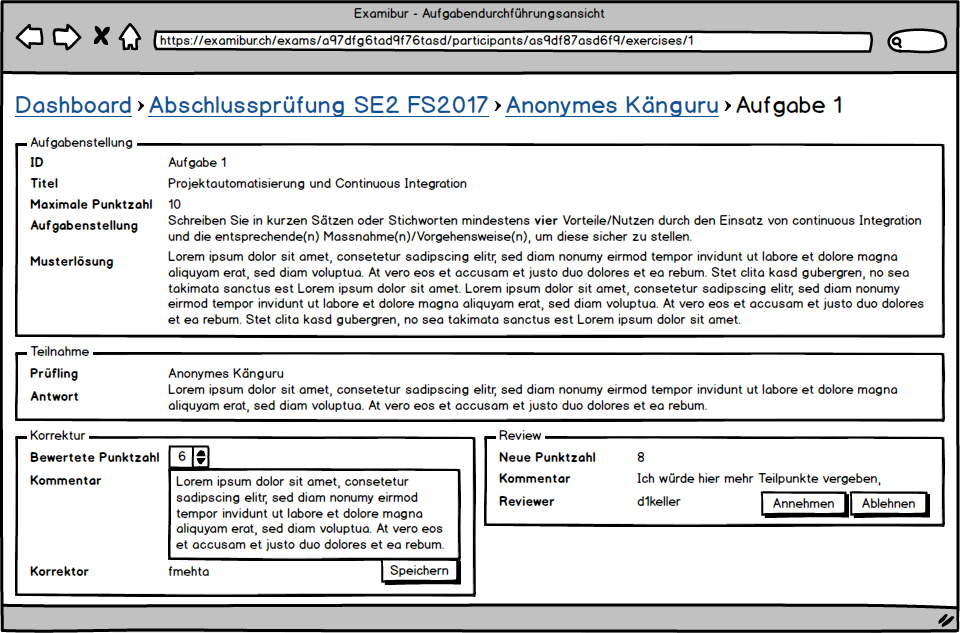 Examibur - Aufgabendurchführungsansicht
https://examibur.ch/exams/a97dfg6tad9f76tasd/participants/as9df87asd6f9/exercises/1
Dashboard › Abschlussprüfung SE2 FS2017 › Anonymes Känguru › Aufgabe 1
Aufgabenstellung
ID Aufgabe 1
Titel Projektautomatisierung und Continuous Integration
Maximale Punktzahl 10
Aufgabenstellung Schreiben Sie in kurzen Sätzen oder Stichworten mindestens vier Vorteile/Nutzen durch den Einsatz von continuous Integration
und die entsprechende(n) Massnahme(n)/Vorgehensweise(n), um diese sicher zu stellen.
Musterlösung Lorem ipsum dolor sit amet, consetetur sadipscing elitr, sed diam nonumy eirmod tempor invidunt ut labore et dolore magna
aliquyam erat, sed diam voluptua. At vero eos et accusam et justo duo dolores et ea rebum. Stet clita kasd gubergren, no sea
takimata sanctus est Lorem ipsum dolor sit amet. Lorem ipsum dolor sit amet, consetetur sadipscing elitr, sed diam nonumy
eirmod tempor invidunt ut labore et dolore magna aliquyam erat, sed diam voluptua. At vero eos et accusam et justo duo dolores
et ea rebum. Stet clita kasd gubergren, no sea takimata sanctus est Lorem ipsum dolor sit amet.
Teilnahme
Prüfling Anonymes Känguru
Antwort Lorem ipsum dolor sit amet, consetetur sadipscing elitr, sed diam nonumy eirmod tempor invidunt ut labore et dolore magna
aliquyam erat, sed diam voluptua. At vero eos et accusam et justo duo dolores et ea rebum.
Korrektur
Bewertete Punktzahl 6
Kommentar Lorem ipsum dolor sit amet, consetetur
sadipscing elitr, sed diam nonumy eirmod
tempor invidunt ut labore et dolore magna
aliquyam erat, sed diam voluptua. At vero eos
et accusam et justo duo dolores et ea rebum.
Korrektor fmehta Speichern
Review
Neue Punktzahl 8
Kommentar Ich würde hier mehr Teilpunkte vergeben,
Reviewer d1keller Annehmen Ablehnen